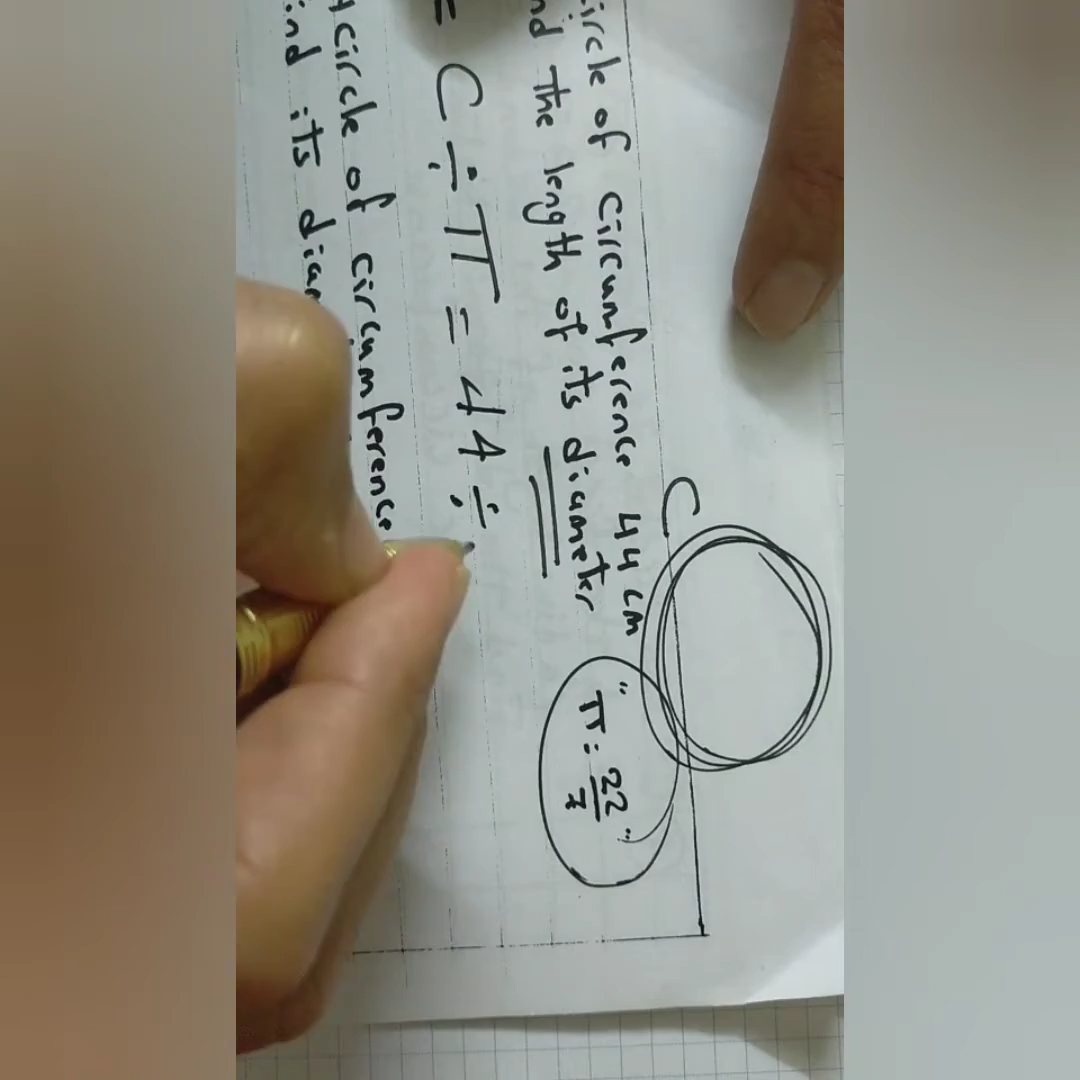 circle of circumference 44 cm
nd the length of its diameter
" π = 22/7 "
= C ÷ π = 44 ÷
A circle of circumference
ind its diam